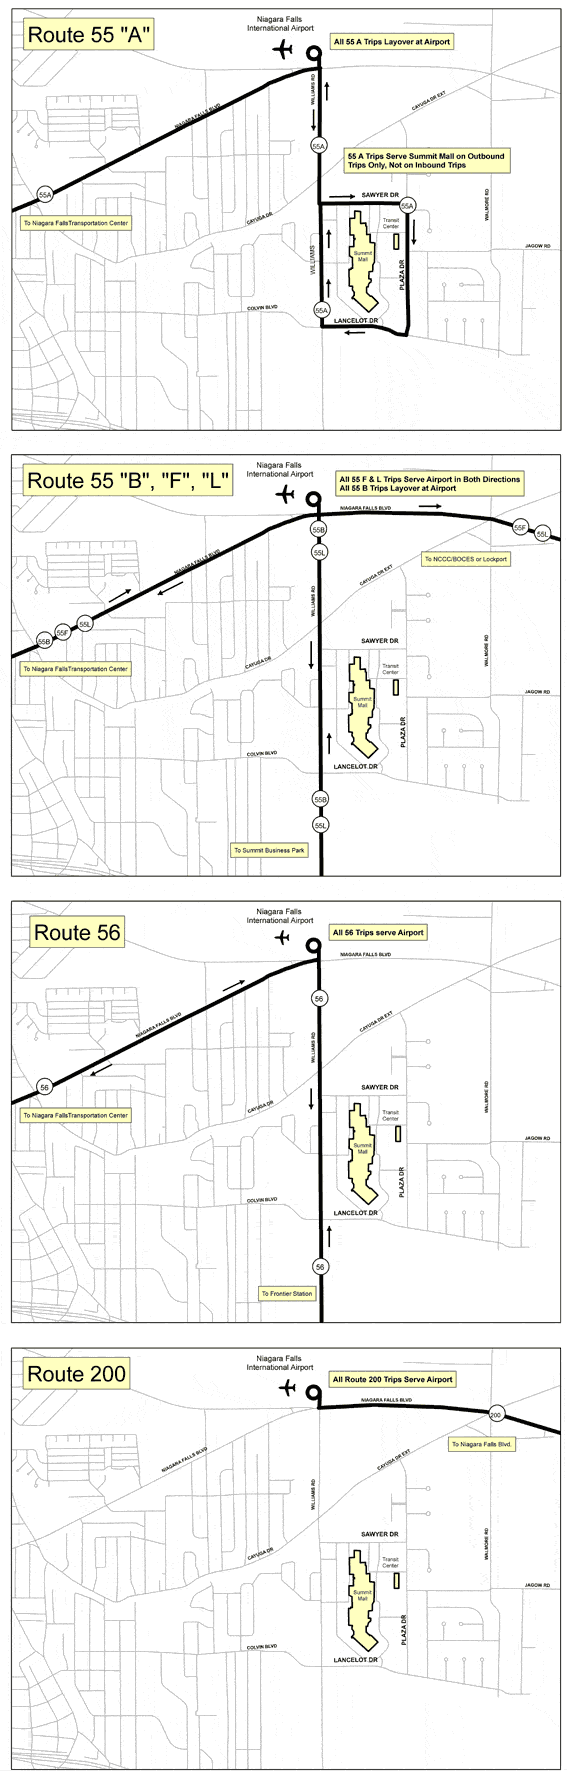 Route 55 "A"
Niagara Falls
International Airport
All 55 A Trips Layover at Airport
NIAGARA FALLS BLVD
WILLIAMS RD
CAYUGA DR EXT
55A
55 A Trips Serve Summit Mall on Outbound
Trips Only, Not on Inbound Trips
55A
SAWYER DR
55A
WALMORE RD
To Niagara FallsTransportation Center
CAYUGA DR
Transit
Center
JAGOW RD
WILLIAMS
Summit
Mall
PLAZA DR
COLVIN BLVD
55A
LANCELOT DR
Route 55 "B", "F", "L"
Niagara Falls
International Airport
All 55 F & L Trips Serve Airport in Both Directions
All 55 B Trips Layover at Airport
NIAGARA FALLS BLVD
55B
55F
55L
55L
To NCCC/BOCES or Lockport
NIAGARA FALLS BLVD
CAYUGA DR EXT
WILLIAMS RD
55B
55F
55L
SAWYER DR
WALMORE RD
To Niagara FallsTransportation Center
CAYUGA DR
Transit
Center
JAGOW RD
Summit
Mall
PLAZA DR
COLVIN BLVD
LANCELOT DR
55B
55L
To Summit Business Park
Route 56
Niagara Falls
International Airport
All 56 Trips serve Airport
NIAGARA FALLS BLVD
56
NIAGARA FALLS BLVD
CAYUGA DR EXT
WILLIAMS RD
56
SAWYER DR
WALMORE RD
To Niagara FallsTransportation Center
CAYUGA DR
Transit
Center
JAGOW RD
Summit
Mall
PLAZA DR
COLVIN BLVD
LANCELOT DR
56
To Frontier Station
Route 200
Niagara Falls
International Airport
All Route 200 Trips Serve Airport
NIAGARA FALLS BLVD
200
To Niagara Falls Blvd.
NIAGARA FALLS BLVD
CAYUGA DR EXT
WILLIAMS RD
SAWYER DR
WALMORE RD
CAYUGA DR
Transit
Center
JAGOW RD
Summit
Mall
PLAZA DR
COLVIN BLVD
LANCELOT DR